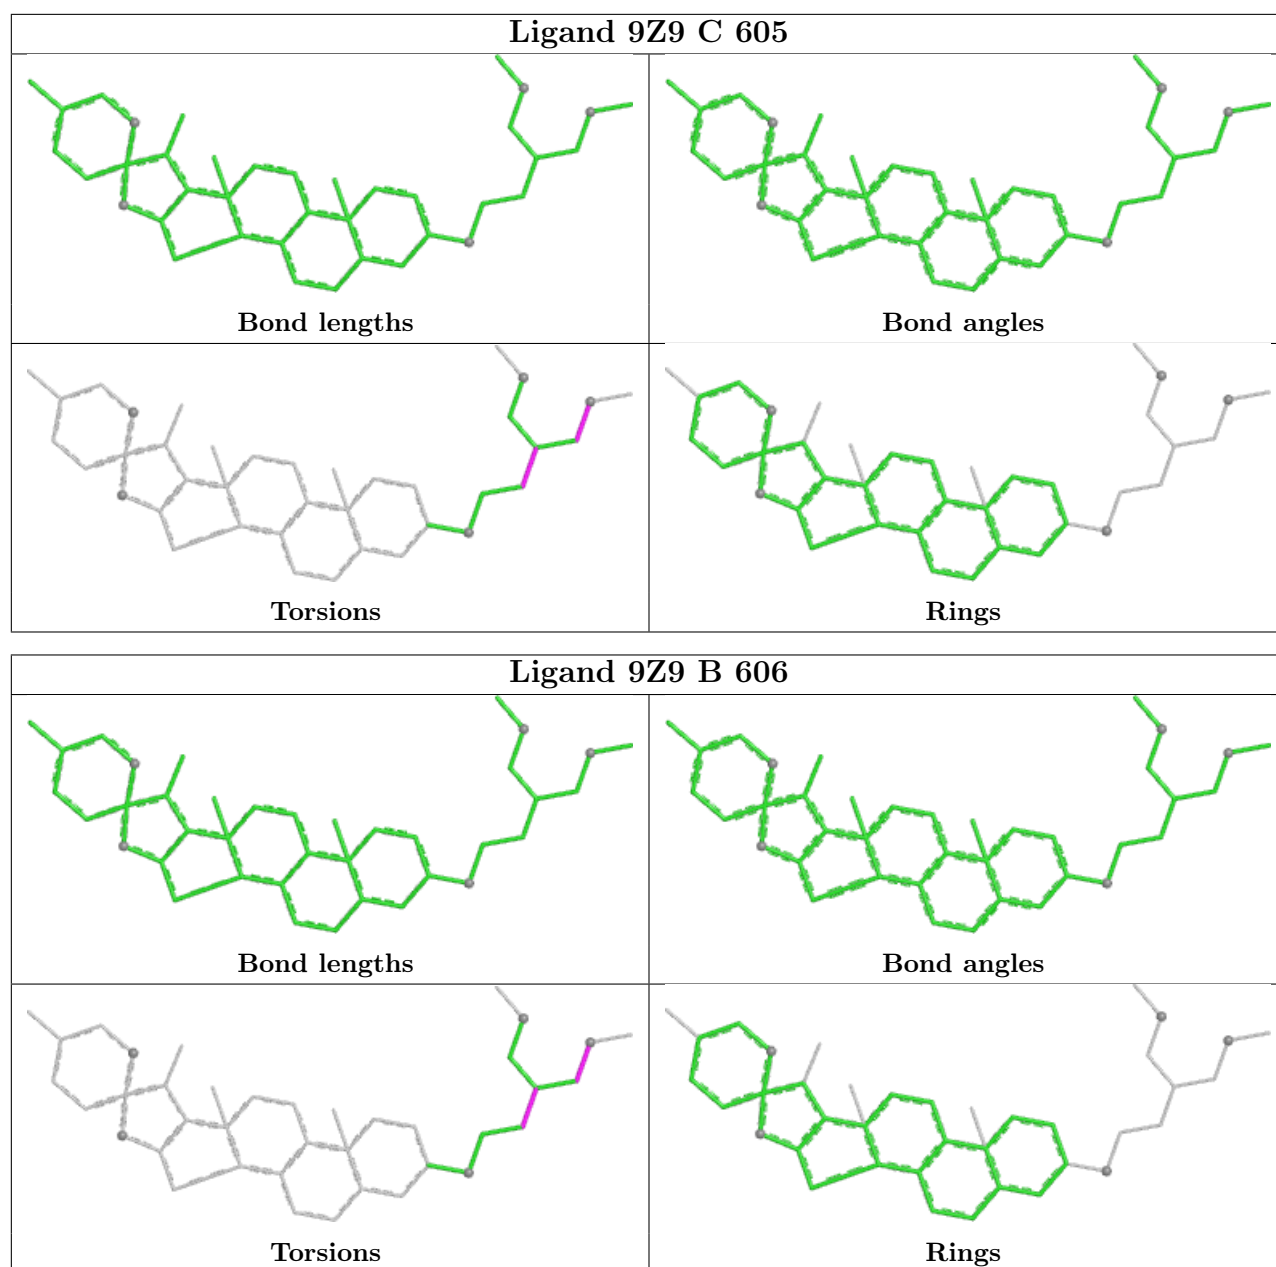 Ligand 9Z9 C 605
Bond lengths
Bond angles
Torsions
Rings
Ligand 9Z9 B 606
Bond lengths
Bond angles
Torsions
Rings